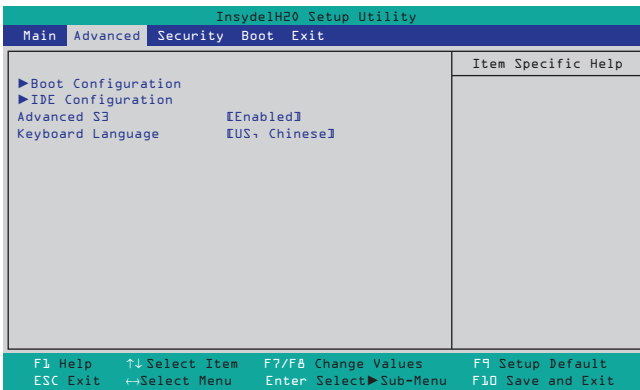 InsydelH20 Setup Utility
Main Advanced Security Boot Exit
Item Specific Help
►Boot Configuration
►IDE Configuration
Advanced S3 [Enabled]
Keyboard Language [US, Chinese]
F1 Help ↑↓Select Item F7/F8 Change Values F9 Setup Default
ESC Exit ↔Select Menu Enter Select►Sub-Menu F10 Save and Exit